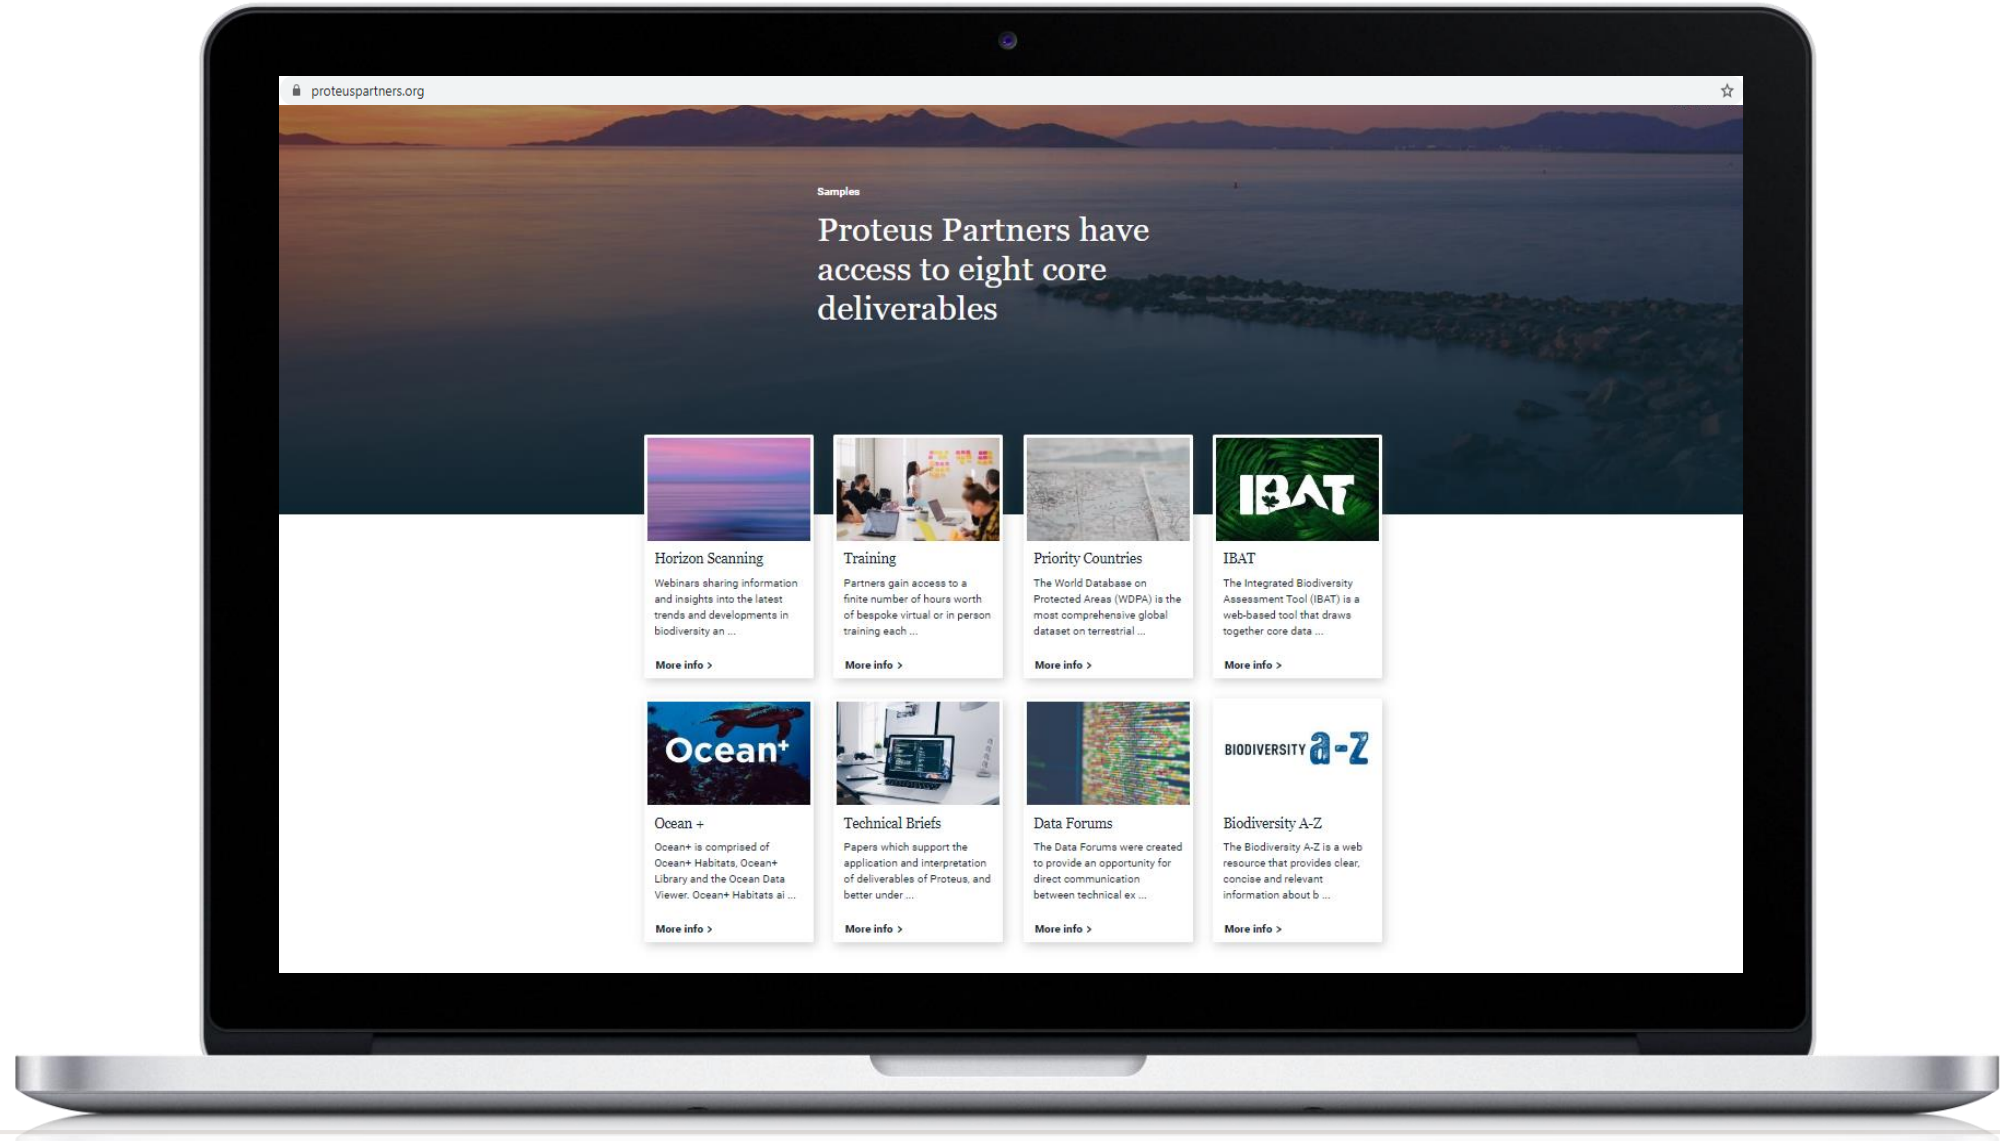 proteuspartners.org
Samples
Proteus Partners have
access to eight core
deliverables
IBAT
Horizon Scanning
Webinars sharing information
and insights into the latest
trends and developments in
biodiversity an ...
More info >
Training
Partners gain access to a
finite number of hours worth
of bespoke virtual or in person
training each ...
More info >
Priority Countries
The World Database on
Protected Areas (WDPA) is the
most comprehensive global
dataset on terrestrial ...
More info >
IBAT
The Integrated Biodiversity
Assessment Tool (IBAT) is a
web-based tool that draws
together core data ...
More info >
Ocean+
Ocean +
Ocean+ is comprised of
Ocean+ Habitats, Ocean+
Library and the Ocean Data
Viewer. Ocean+ Habitats ai ...
More info >
Technical Briefs
Papers which support the
application and interpretation
of deliverables of Proteus, and
better under ...
More info >
Data Forums
The Data Forums were created
to provide an opportunity for
direct communication
between technical ex ...
More info >
BIODIVERSITY a-z
Biodiversity A-Z
The Biodiversity A-Z is a web
resource that provides clear,
concise and relevant
information about b ...
More info >